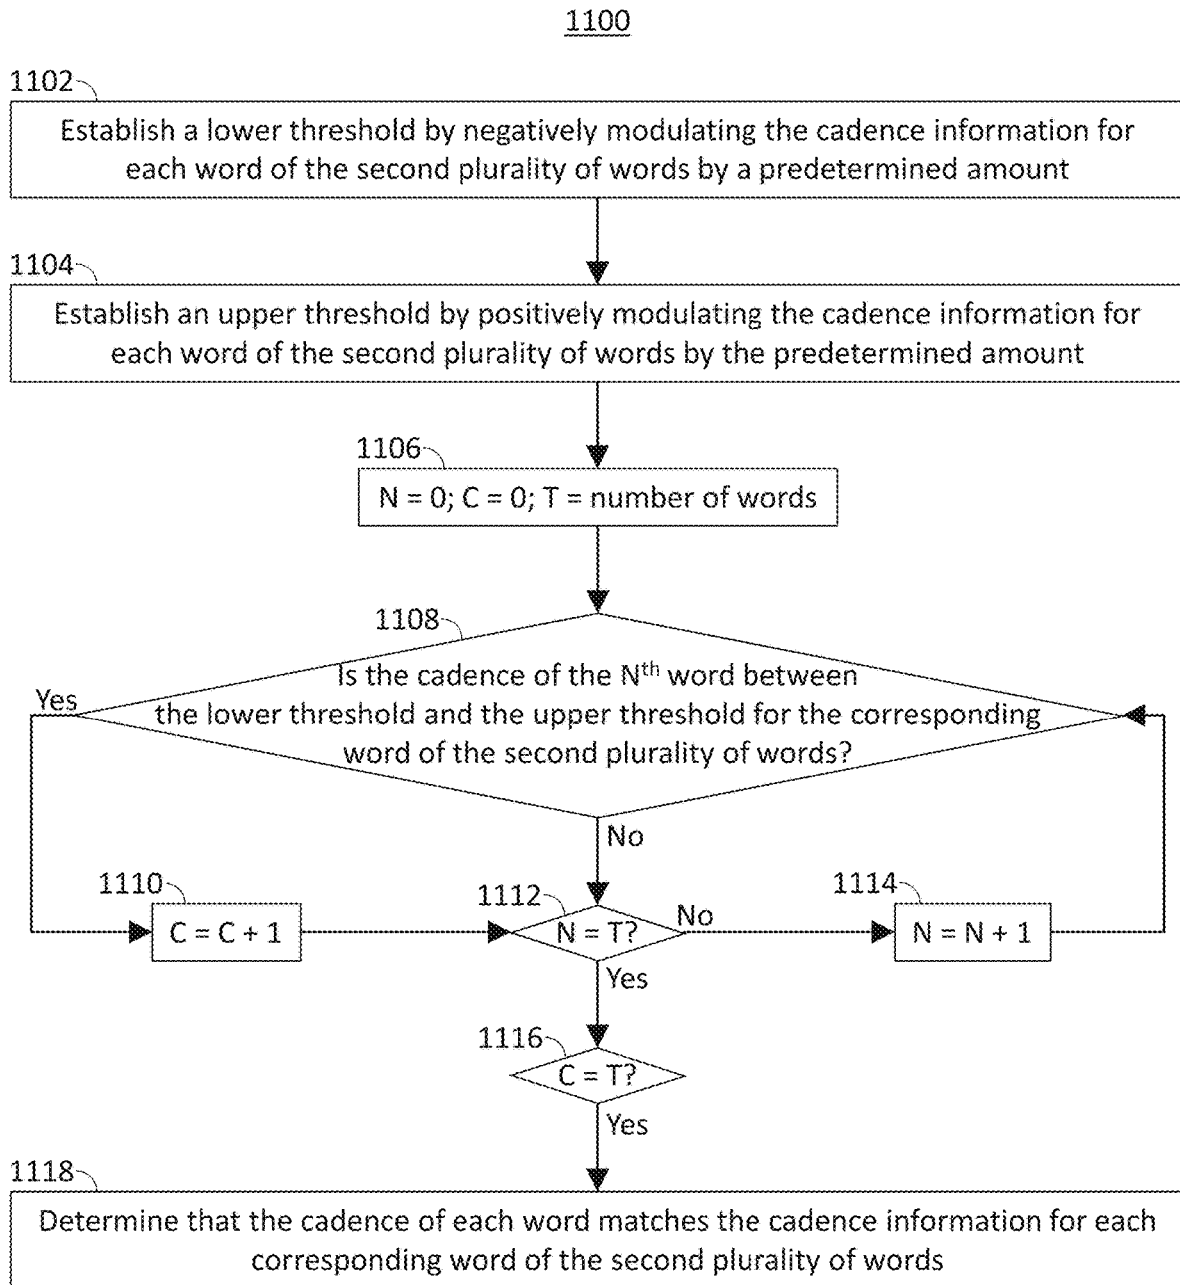 1100
1102
Establish a lower threshold by negatively modulating the cadence information for
each word of the second plurality of words by a predetermined amount
1104
Establish an upper threshold by positively modulating the cadence information for
each word of the second plurality of words by the predetermined amount
1106
N = 0; C = 0; T = number of words
1108
Is the cadence of the Nth word between
the lower threshold and the upper threshold for the corresponding
word of the second plurality of words?
Yes
No
1110
C = C + 1
1112
N = T?
No
1114
N = N + 1
Yes
1116
C = T?
Yes
1118
Determine that the cadence of each word matches the cadence information for each
corresponding word of the second plurality of words